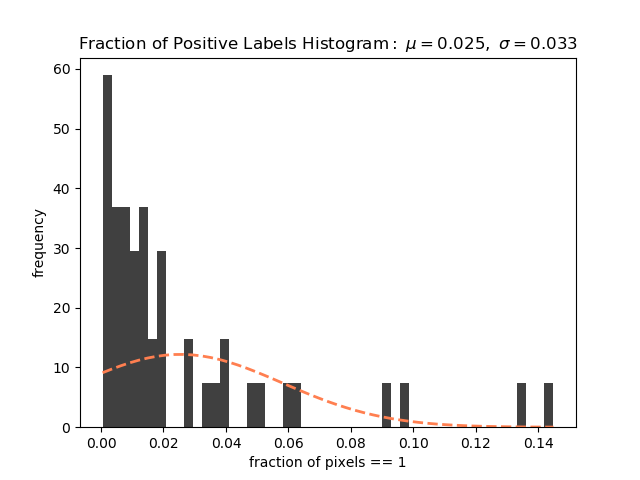 Fraction of Positive Labels Histogram : μ = 0.025, σ = 0.033
60
50
40
30
20
10
0
frequency
0.00 0.02 0.04 0.06 0.08 0.10 0.12 0.14
fraction of pixels == 1